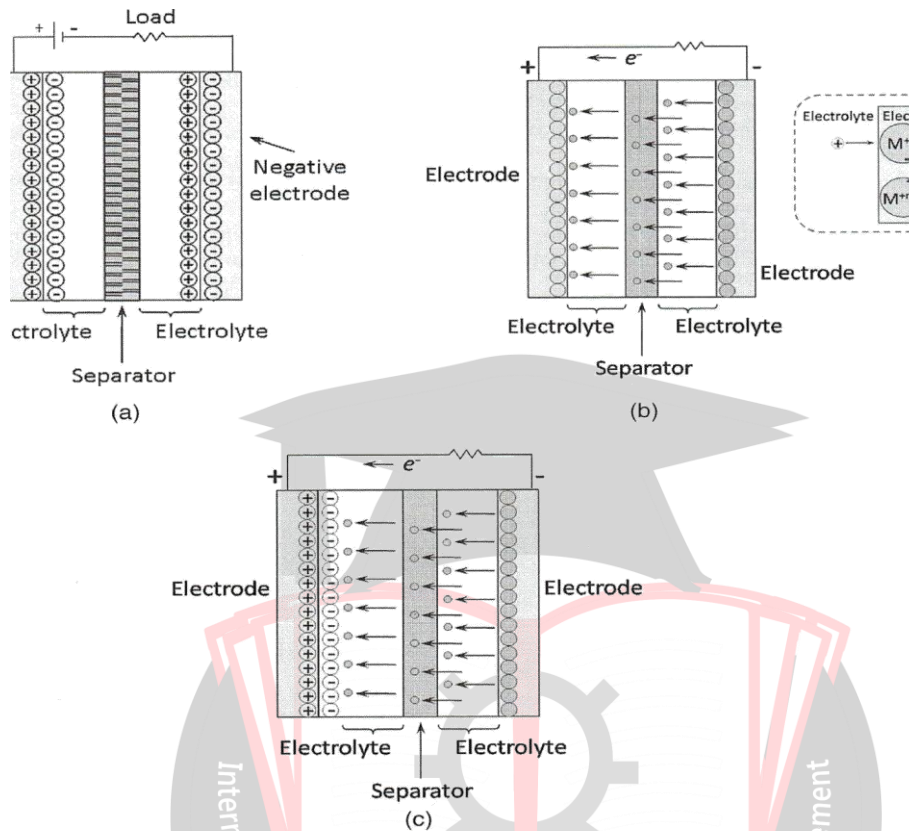 Load
+ -
Negative
electrode
ctrolyte
Electrolyte
Separator
(a)
e⁻
+ -
Electrode
Electrode
Electrolyte
Electrolyte
Separator
(b)
Electrolyte
+
M⁺
(c)
e⁻
+ -
Electrode
Electrode
Electrolyte
Electrolyte
Separator